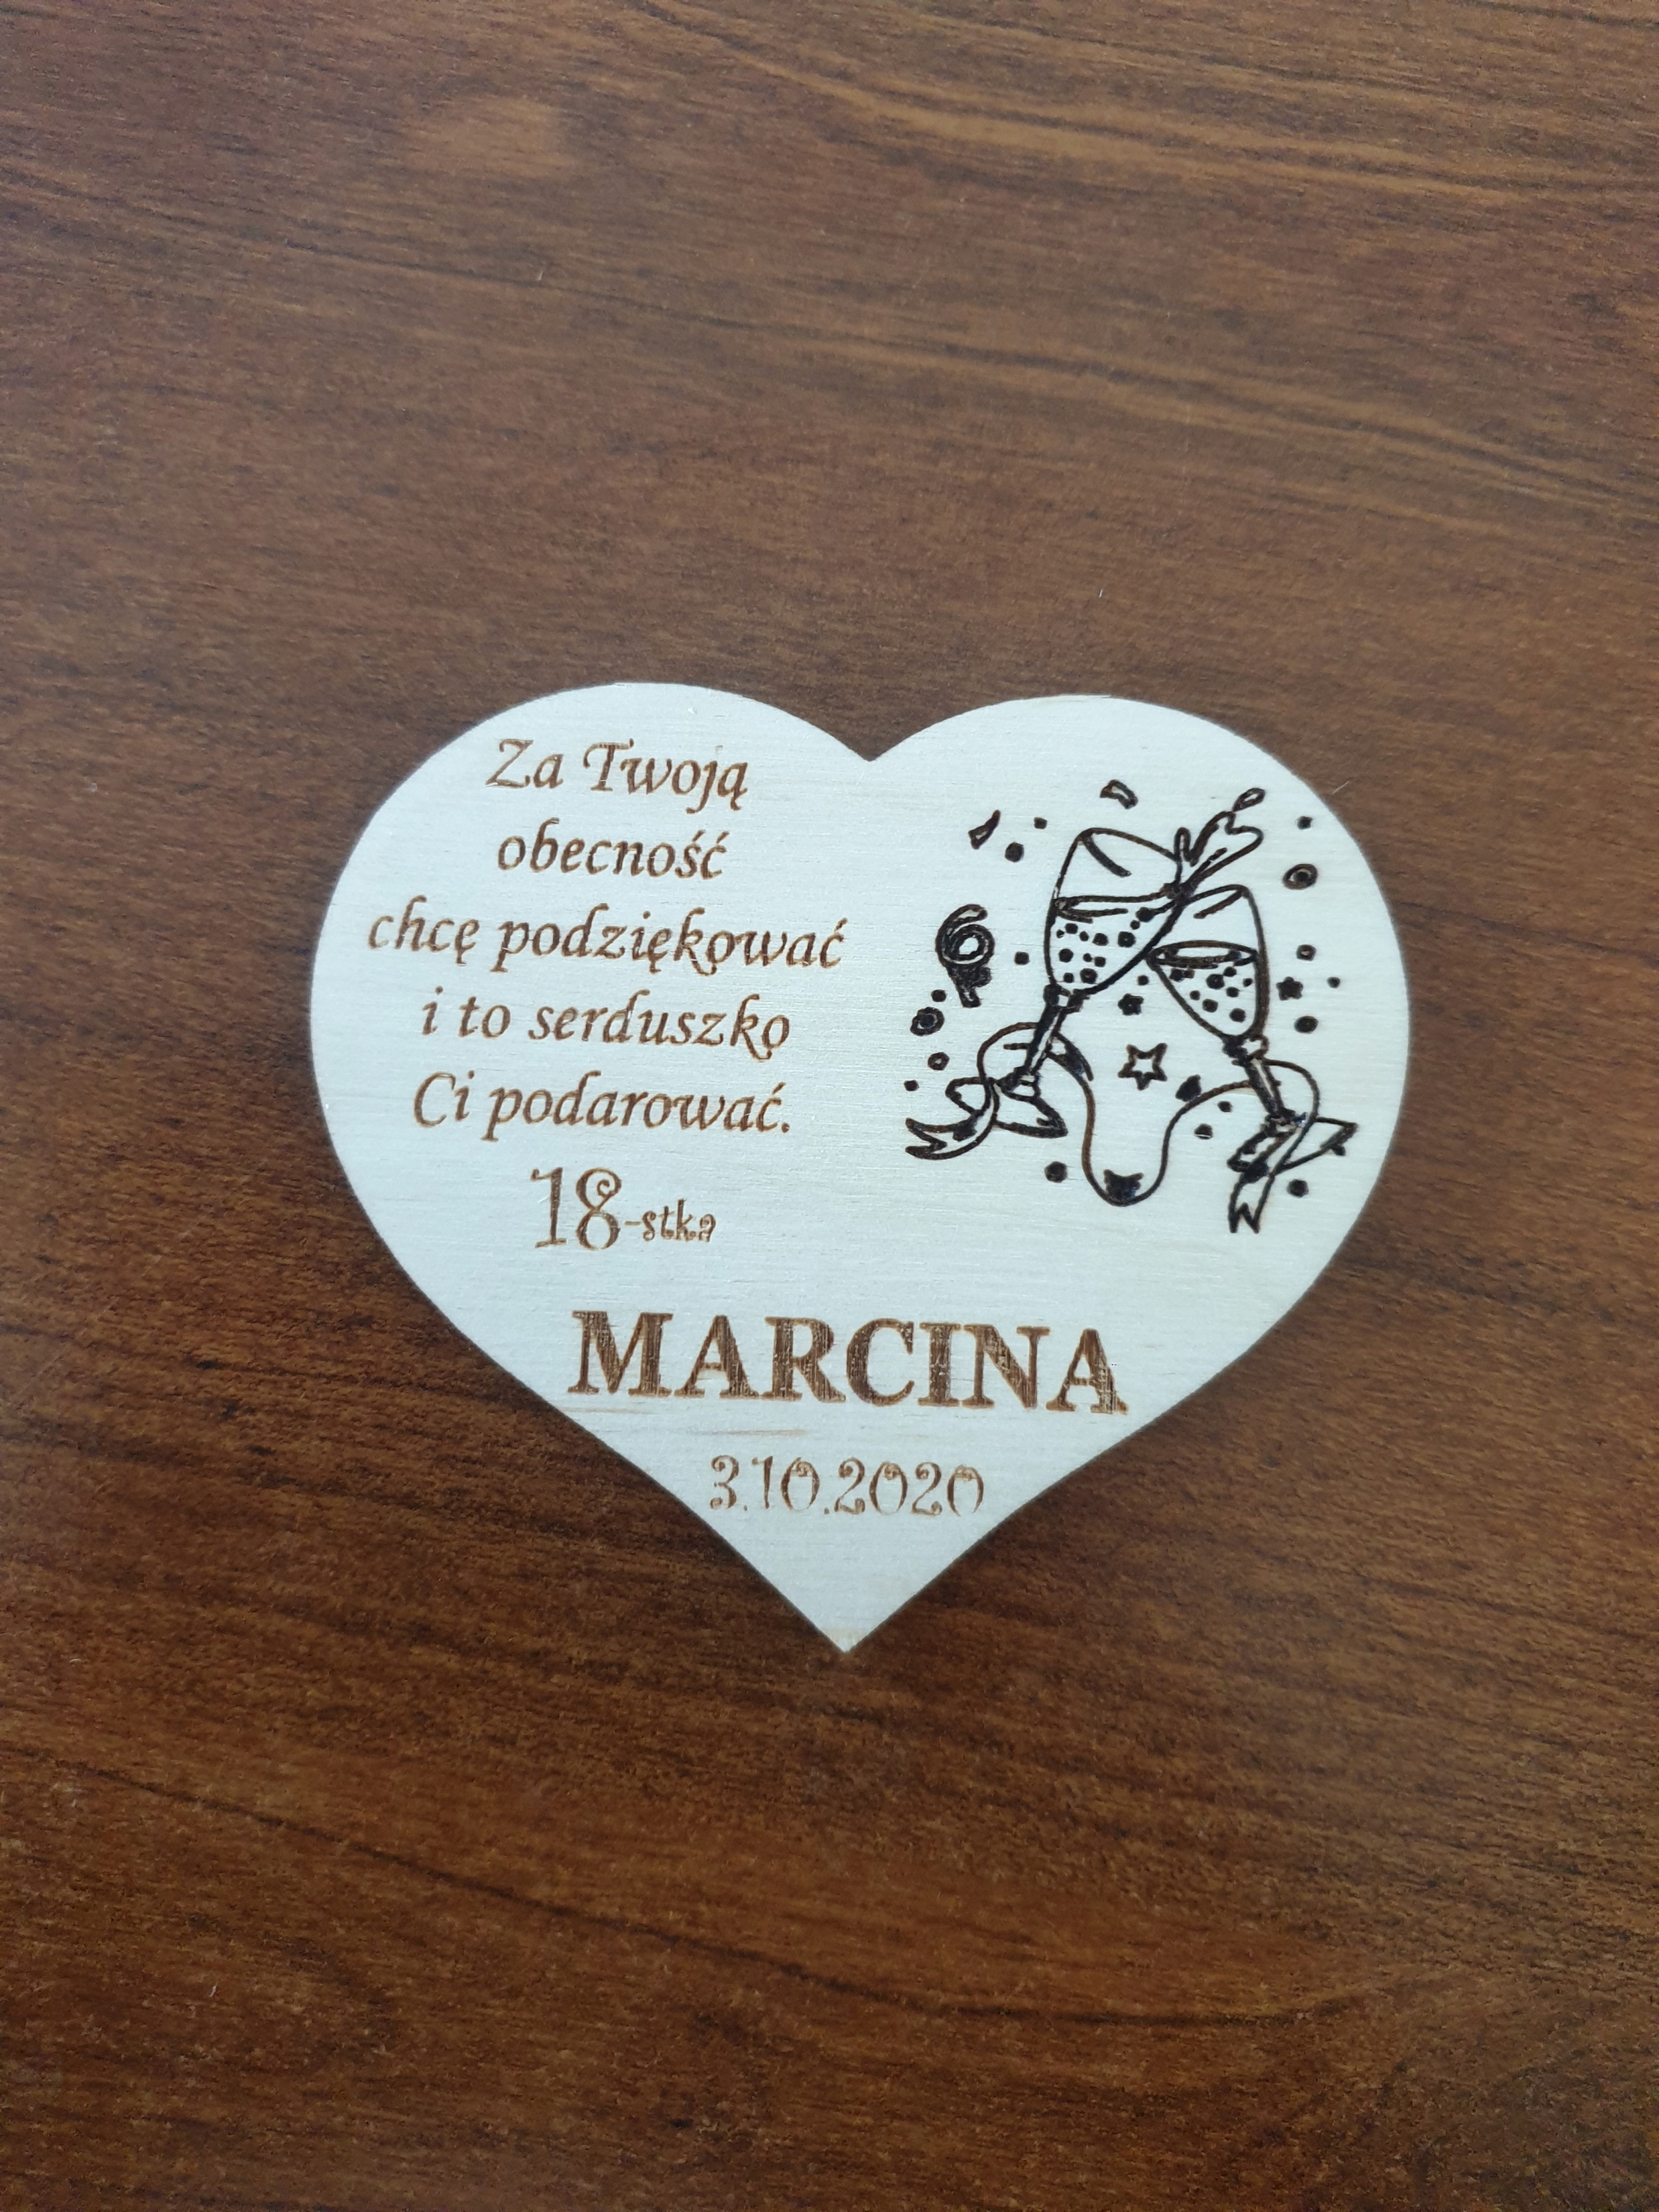 Za Twoją
obecność
chcę podziękować
i to serduszko
Ci podarować.
18-stka
MARCINA
3.10.2020